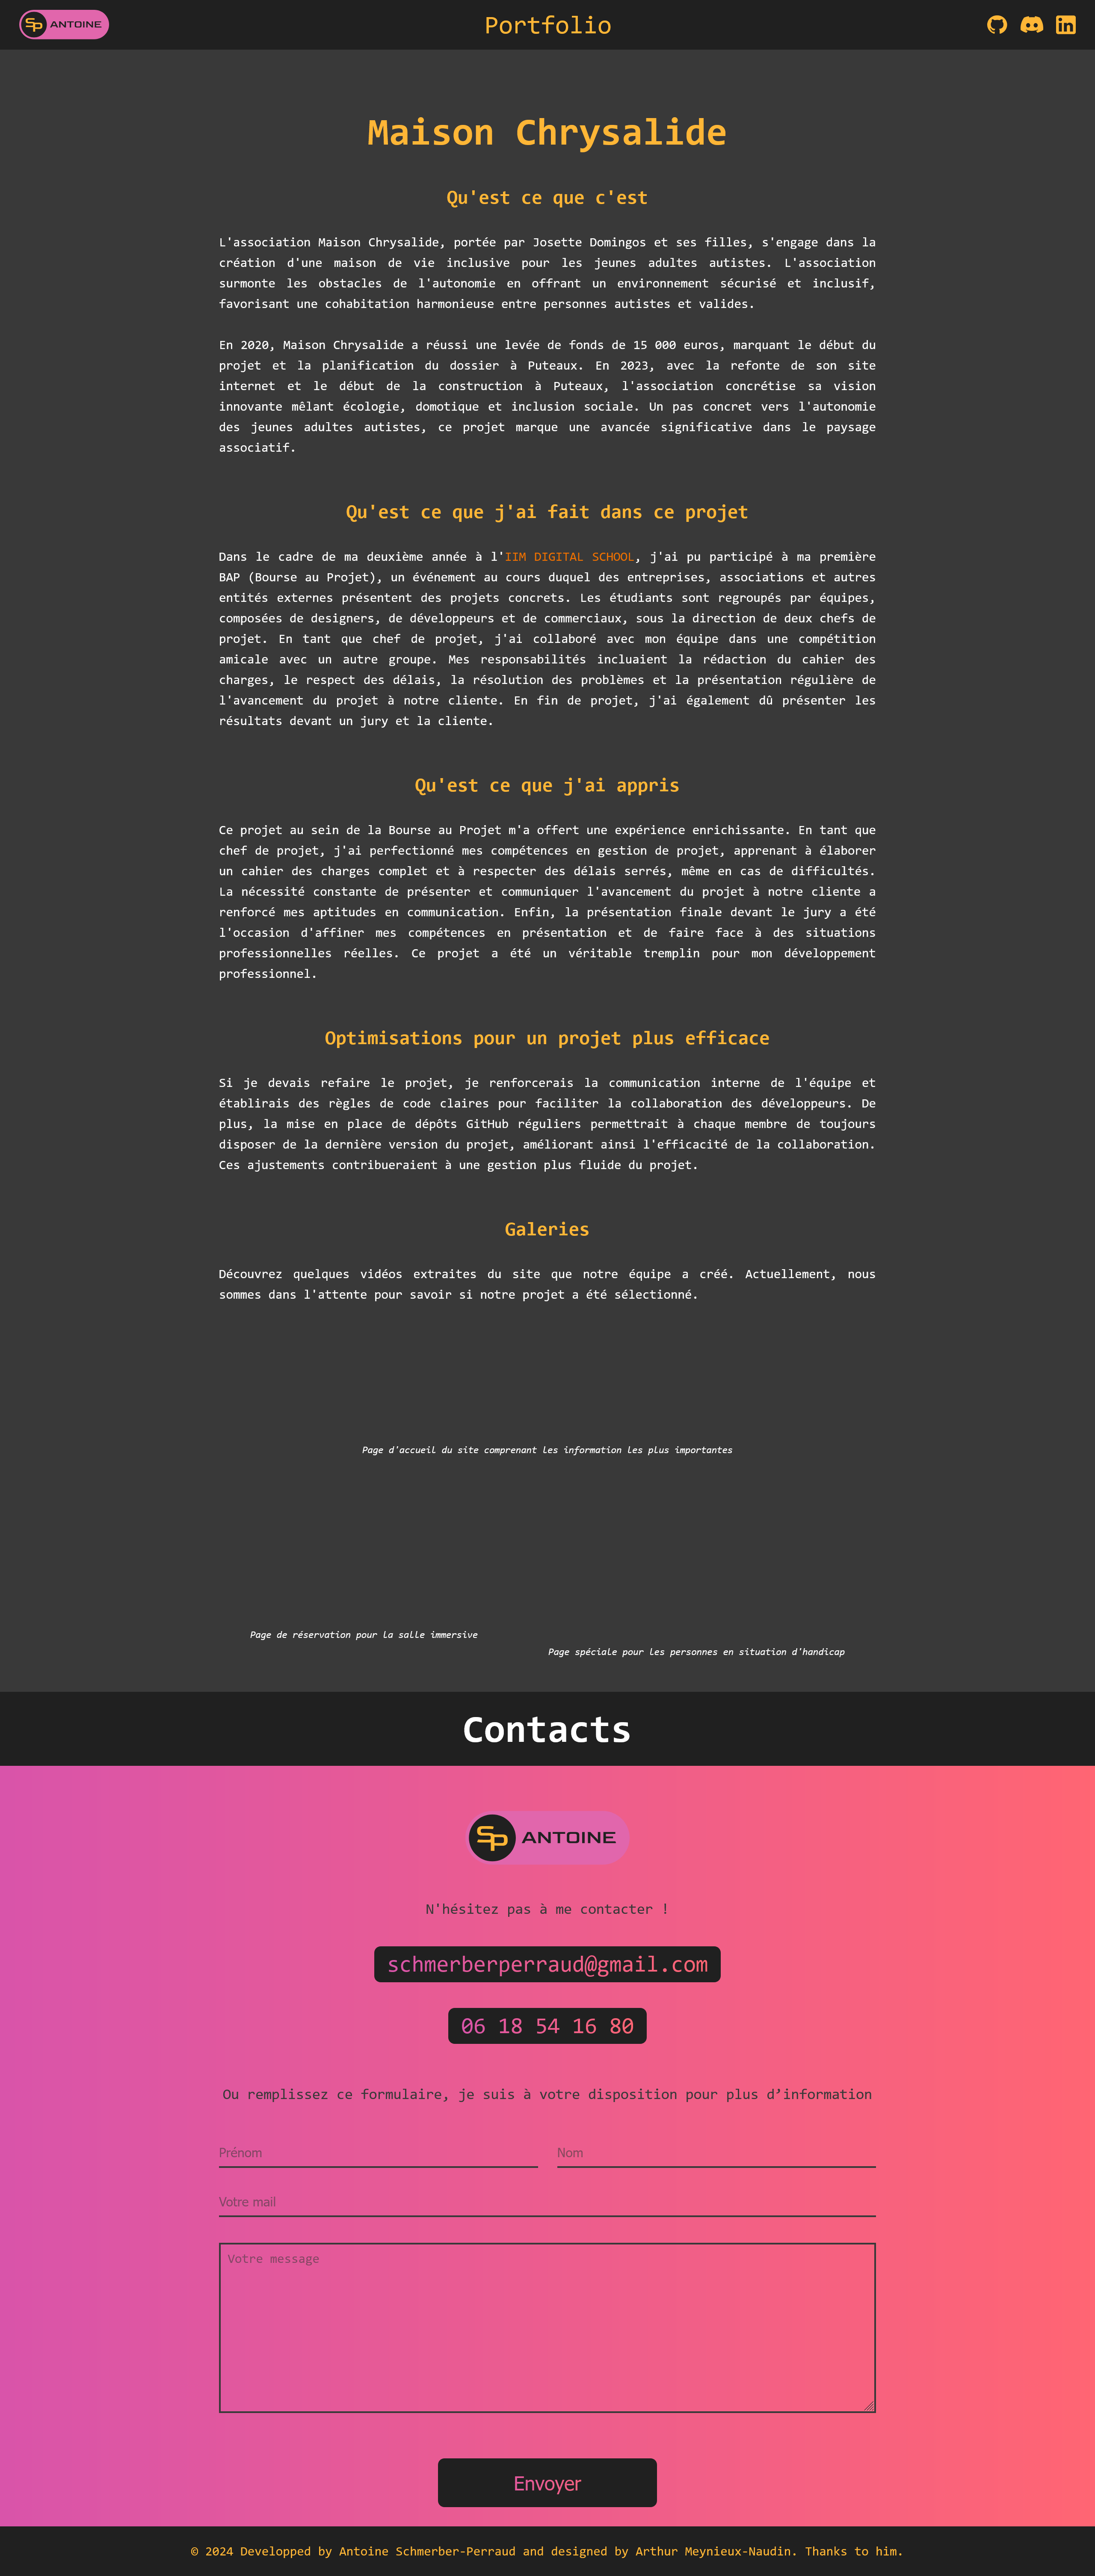 SP ANTOINE
Portfolio
Maison Chrysalide
Qu'est ce que c'est
L'association Maison Chrysalide, portée par Josette Domingos et ses filles, s'engage dans la
création d'une maison de vie inclusive pour les jeunes adultes autistes. L'association
surmonte les obstacles de l'autonomie en offrant un environnement sécurisé et inclusif,
favorisant une cohabitation harmonieuse entre personnes autistes et valides.
En 2020, Maison Chrysalide a réussi une levée de fonds de 15 000 euros, marquant le début du
projet et la planification du dossier à Puteaux. En 2023, avec la refonte de son site
internet et le début de la construction à Puteaux, l'association concrétise sa vision
innovante mêlant écologie, domotique et inclusion sociale. Un pas concret vers l'autonomie
des jeunes adultes autistes, ce projet marque une avancée significative dans le paysage
associatif.
Qu'est ce que j'ai fait dans ce projet
Dans le cadre de ma deuxième année à l'IIM DIGITAL SCHOOL, j'ai pu participé à ma première
BAP (Bourse au Projet), un événement au cours duquel des entreprises, associations et autres
entités externes présentent des projets concrets. Les étudiants sont regroupés par équipes,
composées de designers, de développeurs et de commerciaux, sous la direction de deux chefs de
projet. En tant que chef de projet, j'ai collaboré avec mon équipe dans une compétition
amicale avec un autre groupe. Mes responsabilités incluaient la rédaction du cahier des
charges, le respect des délais, la résolution des problèmes et la présentation régulière de
l'avancement du projet à notre cliente. En fin de projet, j'ai également dû présenter les
résultats devant un jury et la cliente.
Qu'est ce que j'ai appris
Ce projet au sein de la Bourse au Projet m'a offert une expérience enrichissante. En tant que
chef de projet, j'ai perfectionné mes compétences en gestion de projet, apprenant à élaborer
un cahier des charges complet et à respecter des délais serrés, même en cas de difficultés.
La nécessité constante de présenter et communiquer l'avancement du projet à notre cliente a
renforcé mes aptitudes en communication. Enfin, la présentation finale devant le jury a été
l'occasion d'affiner mes compétences en présentation et de faire face à des situations
professionnelles réelles. Ce projet a été un véritable tremplin pour mon développement
professionnel.
Optimisations pour un projet plus efficace
Si je devais refaire le projet, je renforcerais la communication interne de l'équipe et
établirais des règles de code claires pour faciliter la collaboration des développeurs. De
plus, la mise en place de dépôts GitHub réguliers permettrait à chaque membre de toujours
disposer de la dernière version du projet, améliorant ainsi l'efficacité de la collaboration.
Ces ajustements contribueraient à une gestion plus fluide du projet.
Galeries
Découvrez quelques vidéos extraites du site que notre équipe a créé. Actuellement, nous
sommes dans l'attente pour savoir si notre projet a été sélectionné.
Page d'accueil du site comprenant les information les plus importantes
Page de réservation pour la salle immersive
Page spéciale pour les personnes en situation d'handicap
Contacts
SP ANTOINE
N'hésitez pas à me contacter !
schmerberperraud@gmail.com
06 18 54 16 80
Ou remplissez ce formulaire, je suis à votre disposition pour plus d’information
Prénom
Nom
Votre mail
Votre message
Envoyer
© 2024 Developped by Antoine Schmerber-Perraud and designed by Arthur Meynieux-Naudin. Thanks to him.